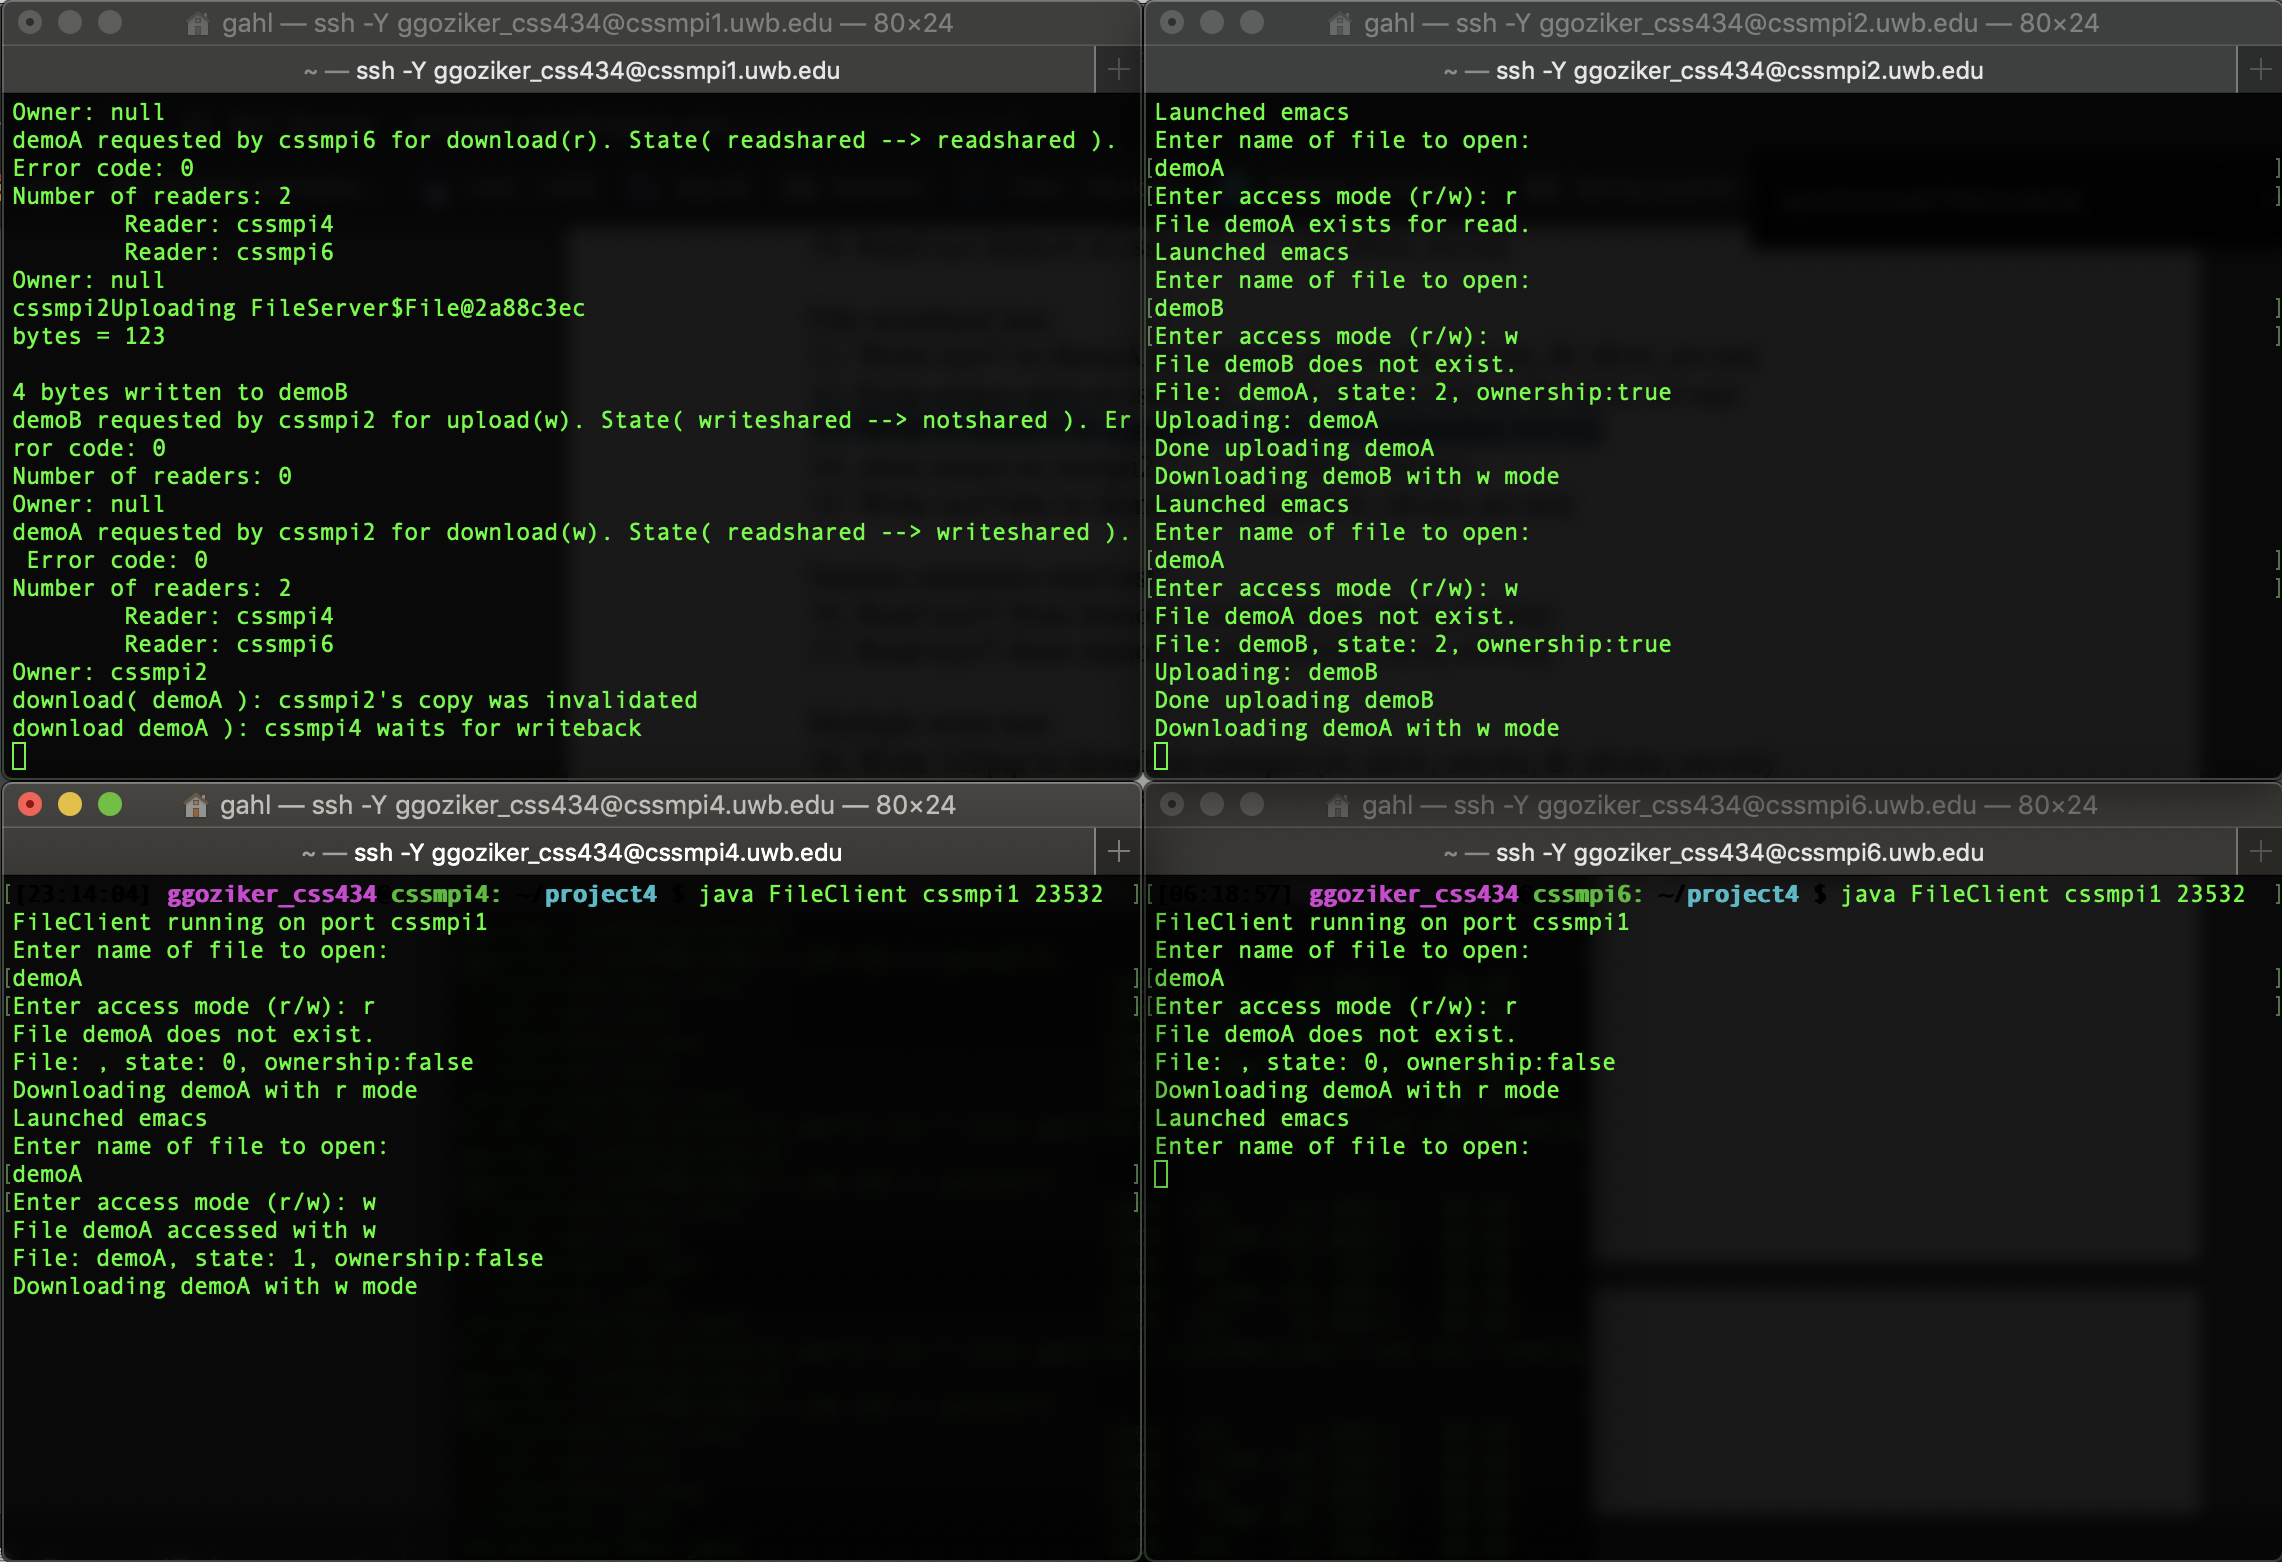 gahl — ssh -Y ggoziker_css434@cssmpi1.uwb.edu — 80×24
~ — ssh -Y ggoziker_css434@cssmpi1.uwb.edu
Owner: null
demoA requested by cssmpi6 for download(r). State( readshared --> readshared ).
Error code: 0
Number of readers: 2
Reader: cssmpi4
Reader: cssmpi6
Owner: null
cssmpi2Uploading FileServer$File@2a88c3ec
bytes = 123
4 bytes written to demoB
demoB requested by cssmpi2 for upload(w). State( writeshared --> notshared ). Er
ror code: 0
Number of readers: 0
Owner: null
demoA requested by cssmpi2 for download(w). State( readshared --> writeshared ).
Error code: 0
Number of readers: 2
Reader: cssmpi4
Reader: cssmpi6
Owner: cssmpi2
download( demoA ): cssmpi2's copy was invalidated
download demoA ): cssmpi4 waits for writeback
gahl — ssh -Y ggoziker_css434@cssmpi2.uwb.edu — 80×24
~ — ssh -Y ggoziker_css434@cssmpi2.uwb.edu
Launched emacs
Enter name of file to open:
[demoA ]
[Enter access mode (r/w): r ]
File demoA exists for read.
Launched emacs
Enter name of file to open:
[demoB ]
[Enter access mode (r/w): w ]
File demoB does not exist.
File: demoA, state: 2, ownership:true
Uploading: demoA
Done uploading demoA
Downloading demoB with w mode
Launched emacs
Enter name of file to open:
[demoA ]
[Enter access mode (r/w): w ]
File demoA does not exist.
File: demoB, state: 2, ownership:true
Uploading: demoB
Done uploading demoB
Downloading demoA with w mode
gahl — ssh -Y ggoziker_css434@cssmpi4.uwb.edu — 80×24
~ — ssh -Y ggoziker_css434@cssmpi4.uwb.edu
[[23:14:04] ggoziker_css434@cssmpi4: ~/project4 $ java FileClient cssmpi1 23532 ]
FileClient running on port cssmpi1
Enter name of file to open:
[demoA ]
[Enter access mode (r/w): r ]
File demoA does not exist.
File: , state: 0, ownership:false
Downloading demoA with r mode
Launched emacs
Enter name of file to open:
[demoA ]
[Enter access mode (r/w): w ]
File demoA accessed with w
File: demoA, state: 1, ownership:false
Downloading demoA with w mode
gahl — ssh -Y ggoziker_css434@cssmpi6.uwb.edu — 80×24
~ — ssh -Y ggoziker_css434@cssmpi6.uwb.edu
[[06:18:57] ggoziker_css434 cssmpi6: ~/project4 $ java FileClient cssmpi1 23532 ]
FileClient running on port cssmpi1
Enter name of file to open:
[demoA ]
[Enter access mode (r/w): r ]
File demoA does not exist.
File: , state: 0, ownership:false
Downloading demoA with r mode
Launched emacs
Enter name of file to open: